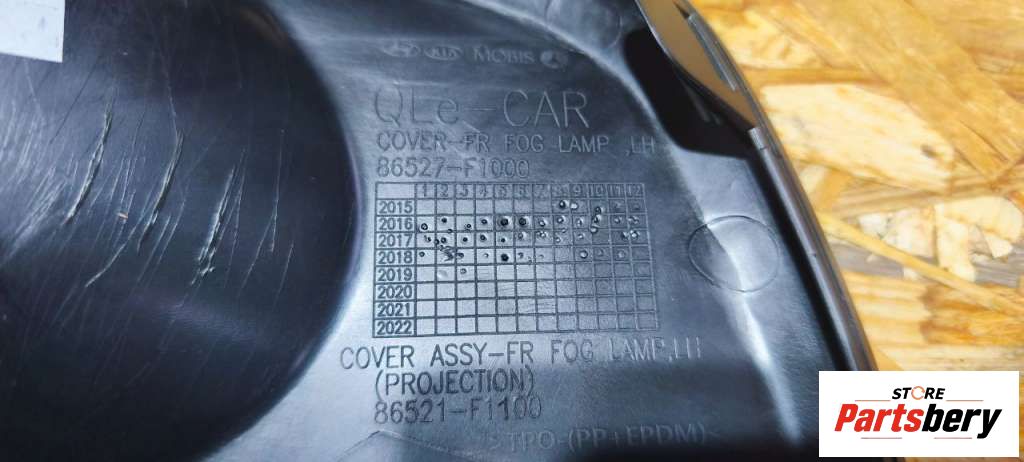 KIA MOBIS
QLe-CAR
COVER-FR FOG LAMP ,LH
86527-F1000
1 2 3 4 5 6 7 8 9 10 11 12
2015
2016
2017
2018
2019
2020
2021
2022
COVER ASSY-FR FOG LAMP,LH
(PROJECTION)
86521-F1100
TPO-(PP+EPDM)
STORE
Partsbery